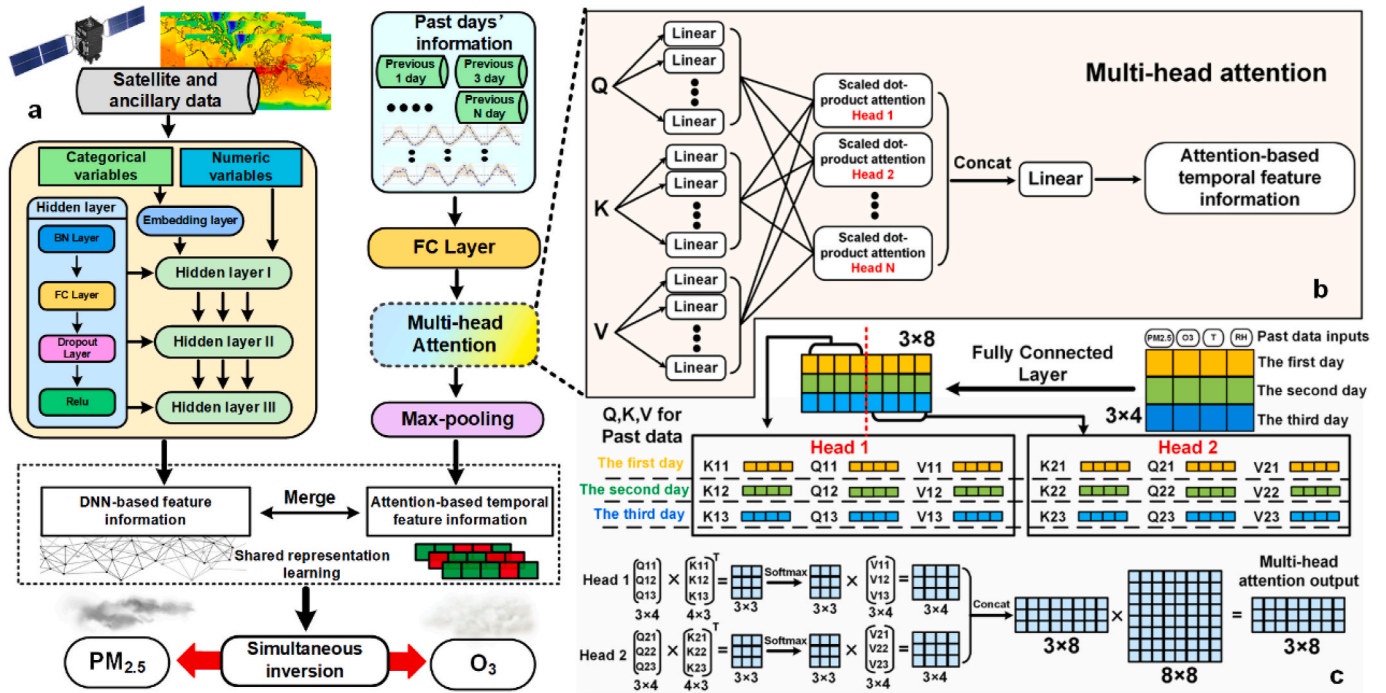 a
Satellite and
ancillary data
Categorical
variables
Numeric
variables
Hidden layer
BN Layer
FC Layer
Dropout
Layer
Relu
Embedding layer
Hidden layer I
Hidden layer II
Hidden layer III
Past days'
information
Previous
1 day
Previous
3 day
Previous
N day
FC Layer
Multi-head
Attention
Max-pooling
DNN-based feature
information
Merge
Attention-based temporal
feature information
Shared representation
learning
PM2.5
Simultaneous
inversion
O3
Q
Linear
Linear
Linear
K
Linear
Linear
Linear
V
Linear
Linear
Linear
Scaled dot-
product attention
Head 1
Scaled dot-
product attention
Head 2
Scaled dot-
product attention
Head N
Concat
Linear
Multi-head attention
Attention-based
temporal feature
information
b
3×8
Fully Connected
Layer
PM2.5 O3 T RH Past data inputs
The first day
The second day
The third day
3×4
Q,K,V for
Past data
Head 1
Head 2
The first day K11 Q11 V11 K21 Q21 V21
The second day K12 Q12 V12 K22 Q22 V22
The third day K13 Q13 V13 K23 Q23 V23
Head 1
Q11
Q12
Q13
3×4
×
K11
K12
K13
T
4×3
=
3×3
Softmax
3×3
×
V11
V12
V13
3×4
=
3×4
Head 2
Q21
Q22
Q23
3×4
×
K21
K22
K23
T
4×3
=
3×3
Softmax
3×3
×
V21
V22
V23
3×4
=
3×4
Concat
3×8
×
8×8
=
Multi-head
attention output
3×8
c